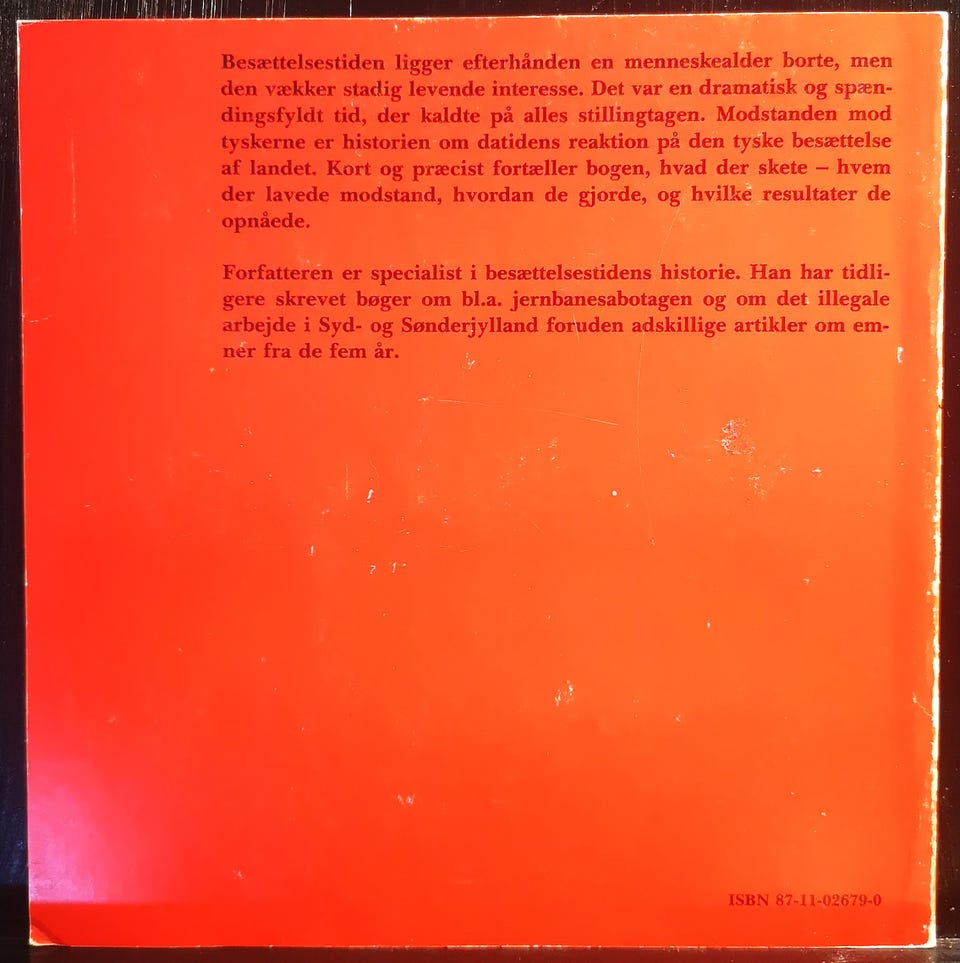 Besættelsestiden ligger efterhånden en menneskealder borte, men
den vækker stadig levende interesse. Det var en dramatisk og spæn-
dingsfyldt tid, der kaldte på alles stillingtagen. Modstanden mod
tyskerne er historien om datidens reaktion på den tyske besættelse
af landet. Kort og præcist fortæller bogen, hvad der skete – hvem
der lavede modstand, hvordan de gjorde, og hvilke resultater de
opnåede.
Forfatteren er specialist i besættelsestidens historie. Han har tidli-
gere skrevet bøger om bl.a. jernbanesabotagen og om det illegale
arbejde i Syd- og Sønderjylland foruden adskillige artikler om em-
ner fra de fem år.
ISBN 87-11-02679-0